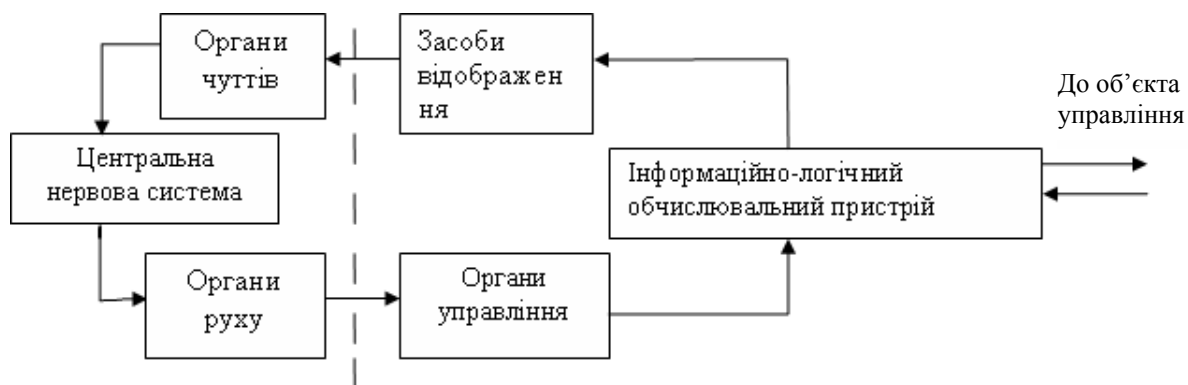 Органи
чуттів
Засоби
відображен
ня
До об’єкта
управління
Центральна
нервова система
Інформаційно-логічний
обчислювальний пристрій
Органи
руху
Органи
управління